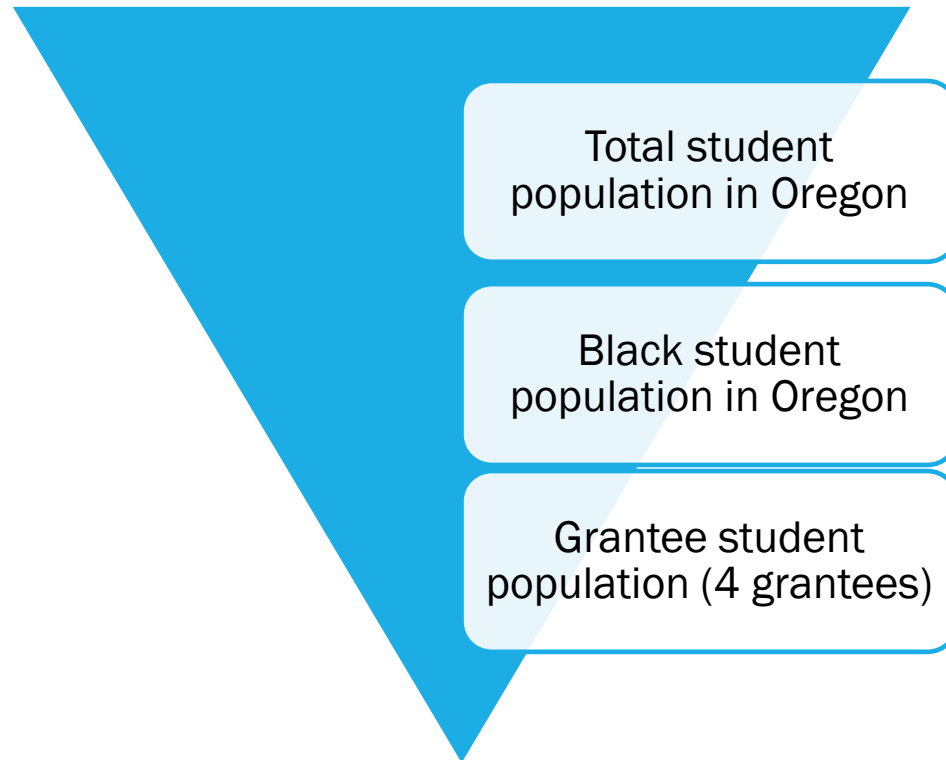 Total student
population in Oregon
Black student
population in Oregon
Grantee student
population (4 grantees)